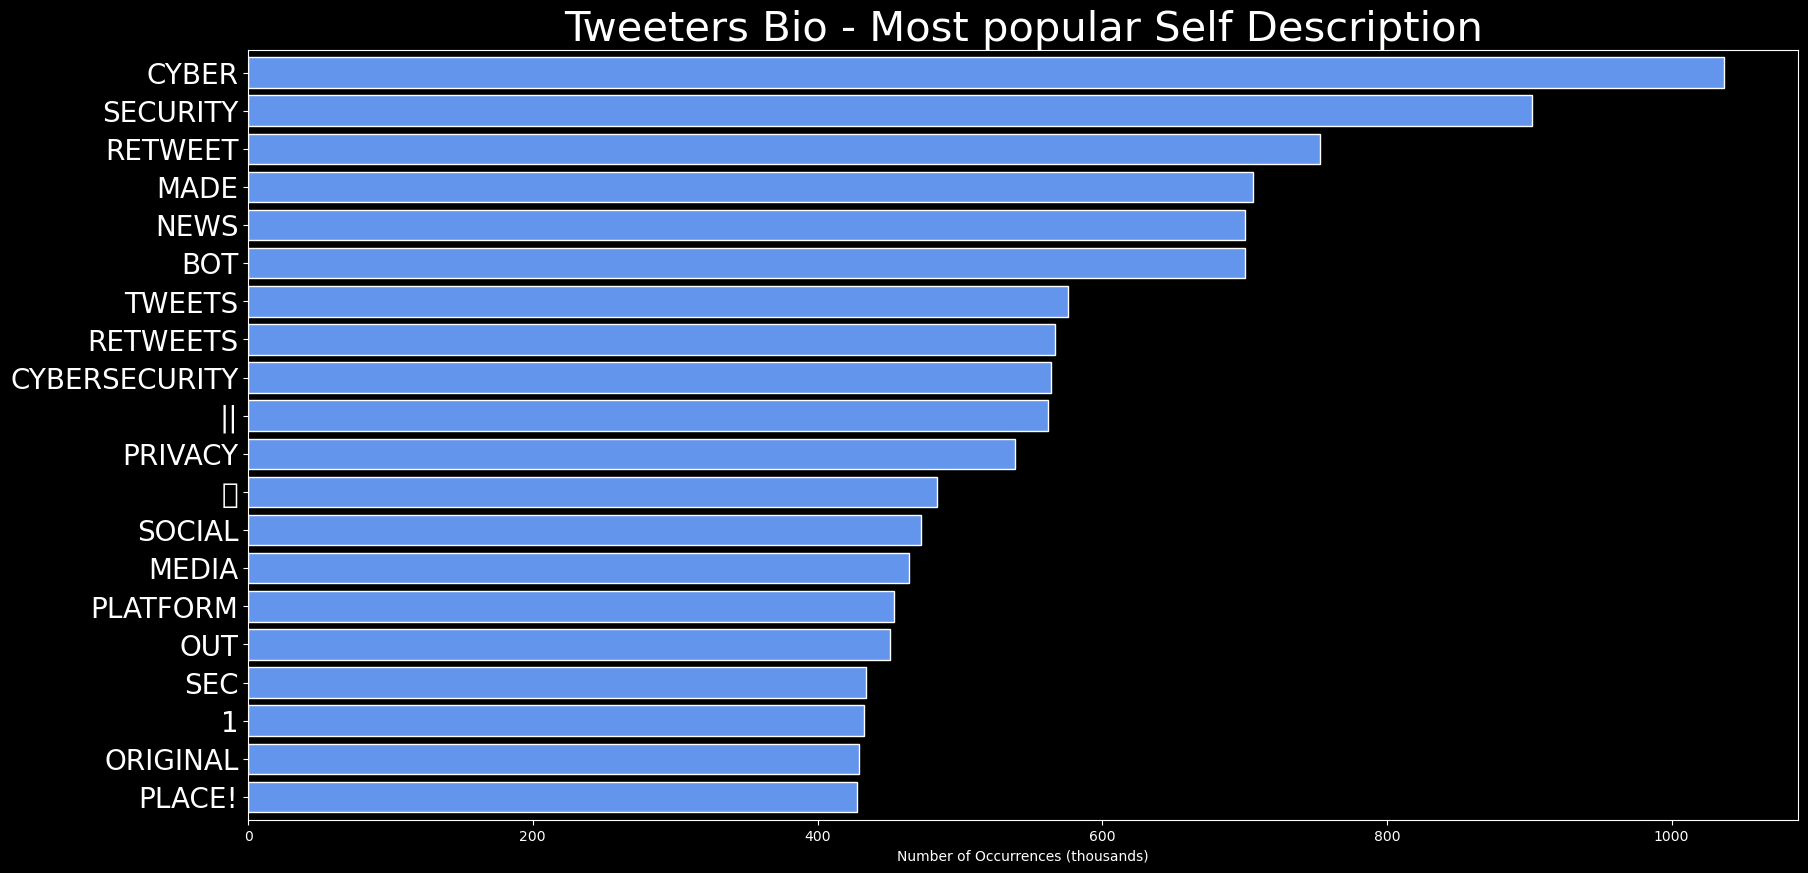 Tweeters Bio - Most popular Self Description
CYBER
SECURITY
RETWEET
MADE
NEWS
BOT
TWEETS
RETWEETS
CYBERSECURITY
||
PRIVACY
SOCIAL
MEDIA
PLATFORM
OUT
SEC
1
ORIGINAL
PLACE!
0 200 400 600 800 1000
Number of Occurrences (thousands)